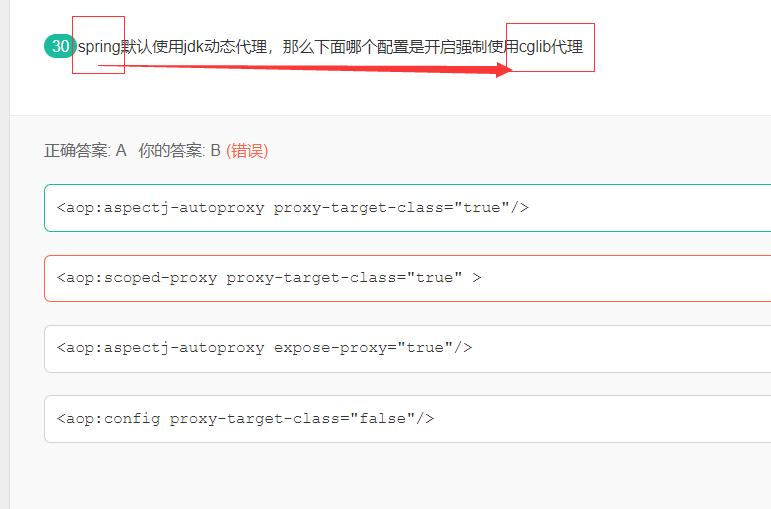 30 spring默认使用jdk动态代理，那么下面哪个配置是开启强制使用cglib代理
正确答案: A 你的答案: B (错误)
<aop:aspectj-autoproxy proxy-target-class="true"/>
<aop:scoped-proxy proxy-target-class="true" >
<aop:aspectj-autoproxy expose-proxy="true"/>
<aop:config proxy-target-class="false"/>